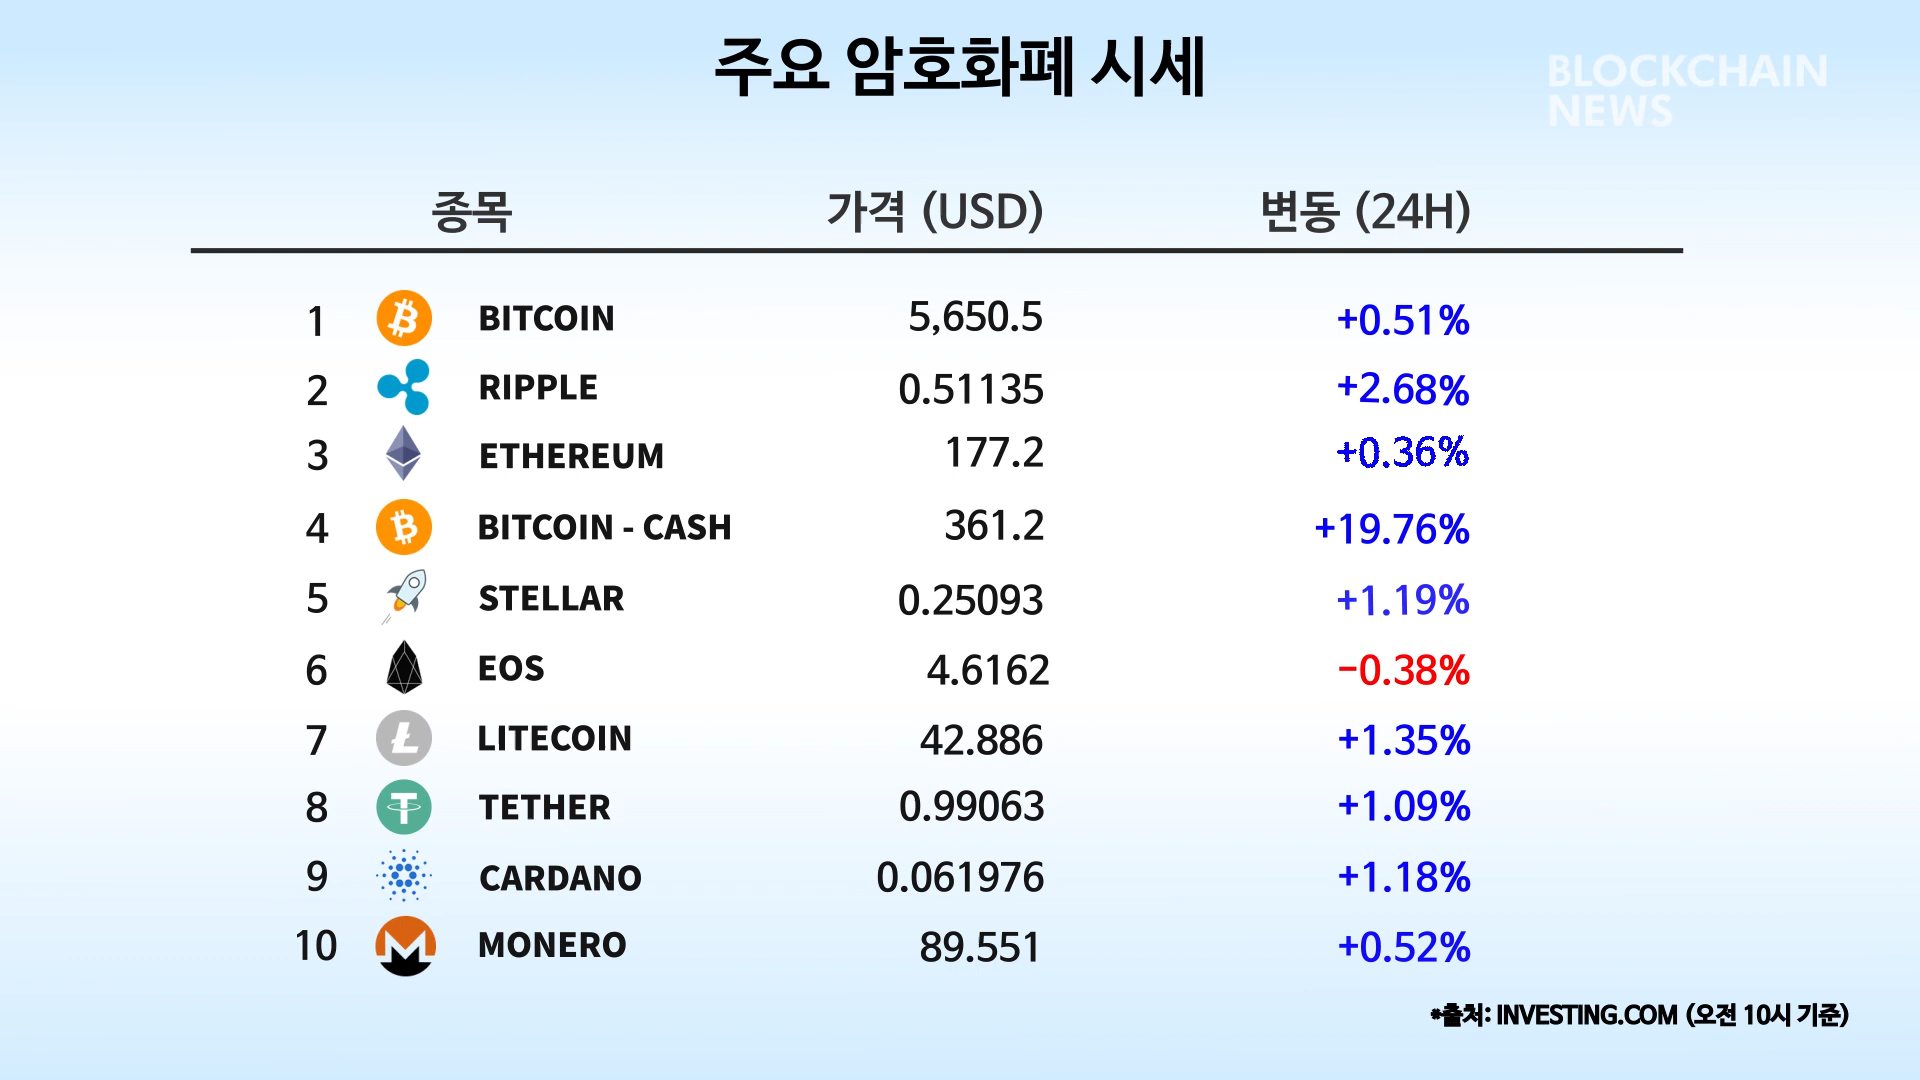 주요 암호화폐 시세
BLOCKCHAIN
NEWS
종목 가격 (USD) 변동 (24H)
1 BITCOIN 5,650.5 +0.51%
2 RIPPLE 0.51135 +2.68%
3 ETHEREUM 177.2 +0.36%
4 BITCOIN - CASH 361.2 +19.76%
5 STELLAR 0.25093 +1.19%
6 EOS 4.6162 -0.38%
7 LITECOIN 42.886 +1.35%
8 TETHER 0.99063 +1.09%
9 CARDANO 0.061976 +1.18%
10 MONERO 89.551 +0.52%
*출처: INVESTING.COM (오전 10시 기준)